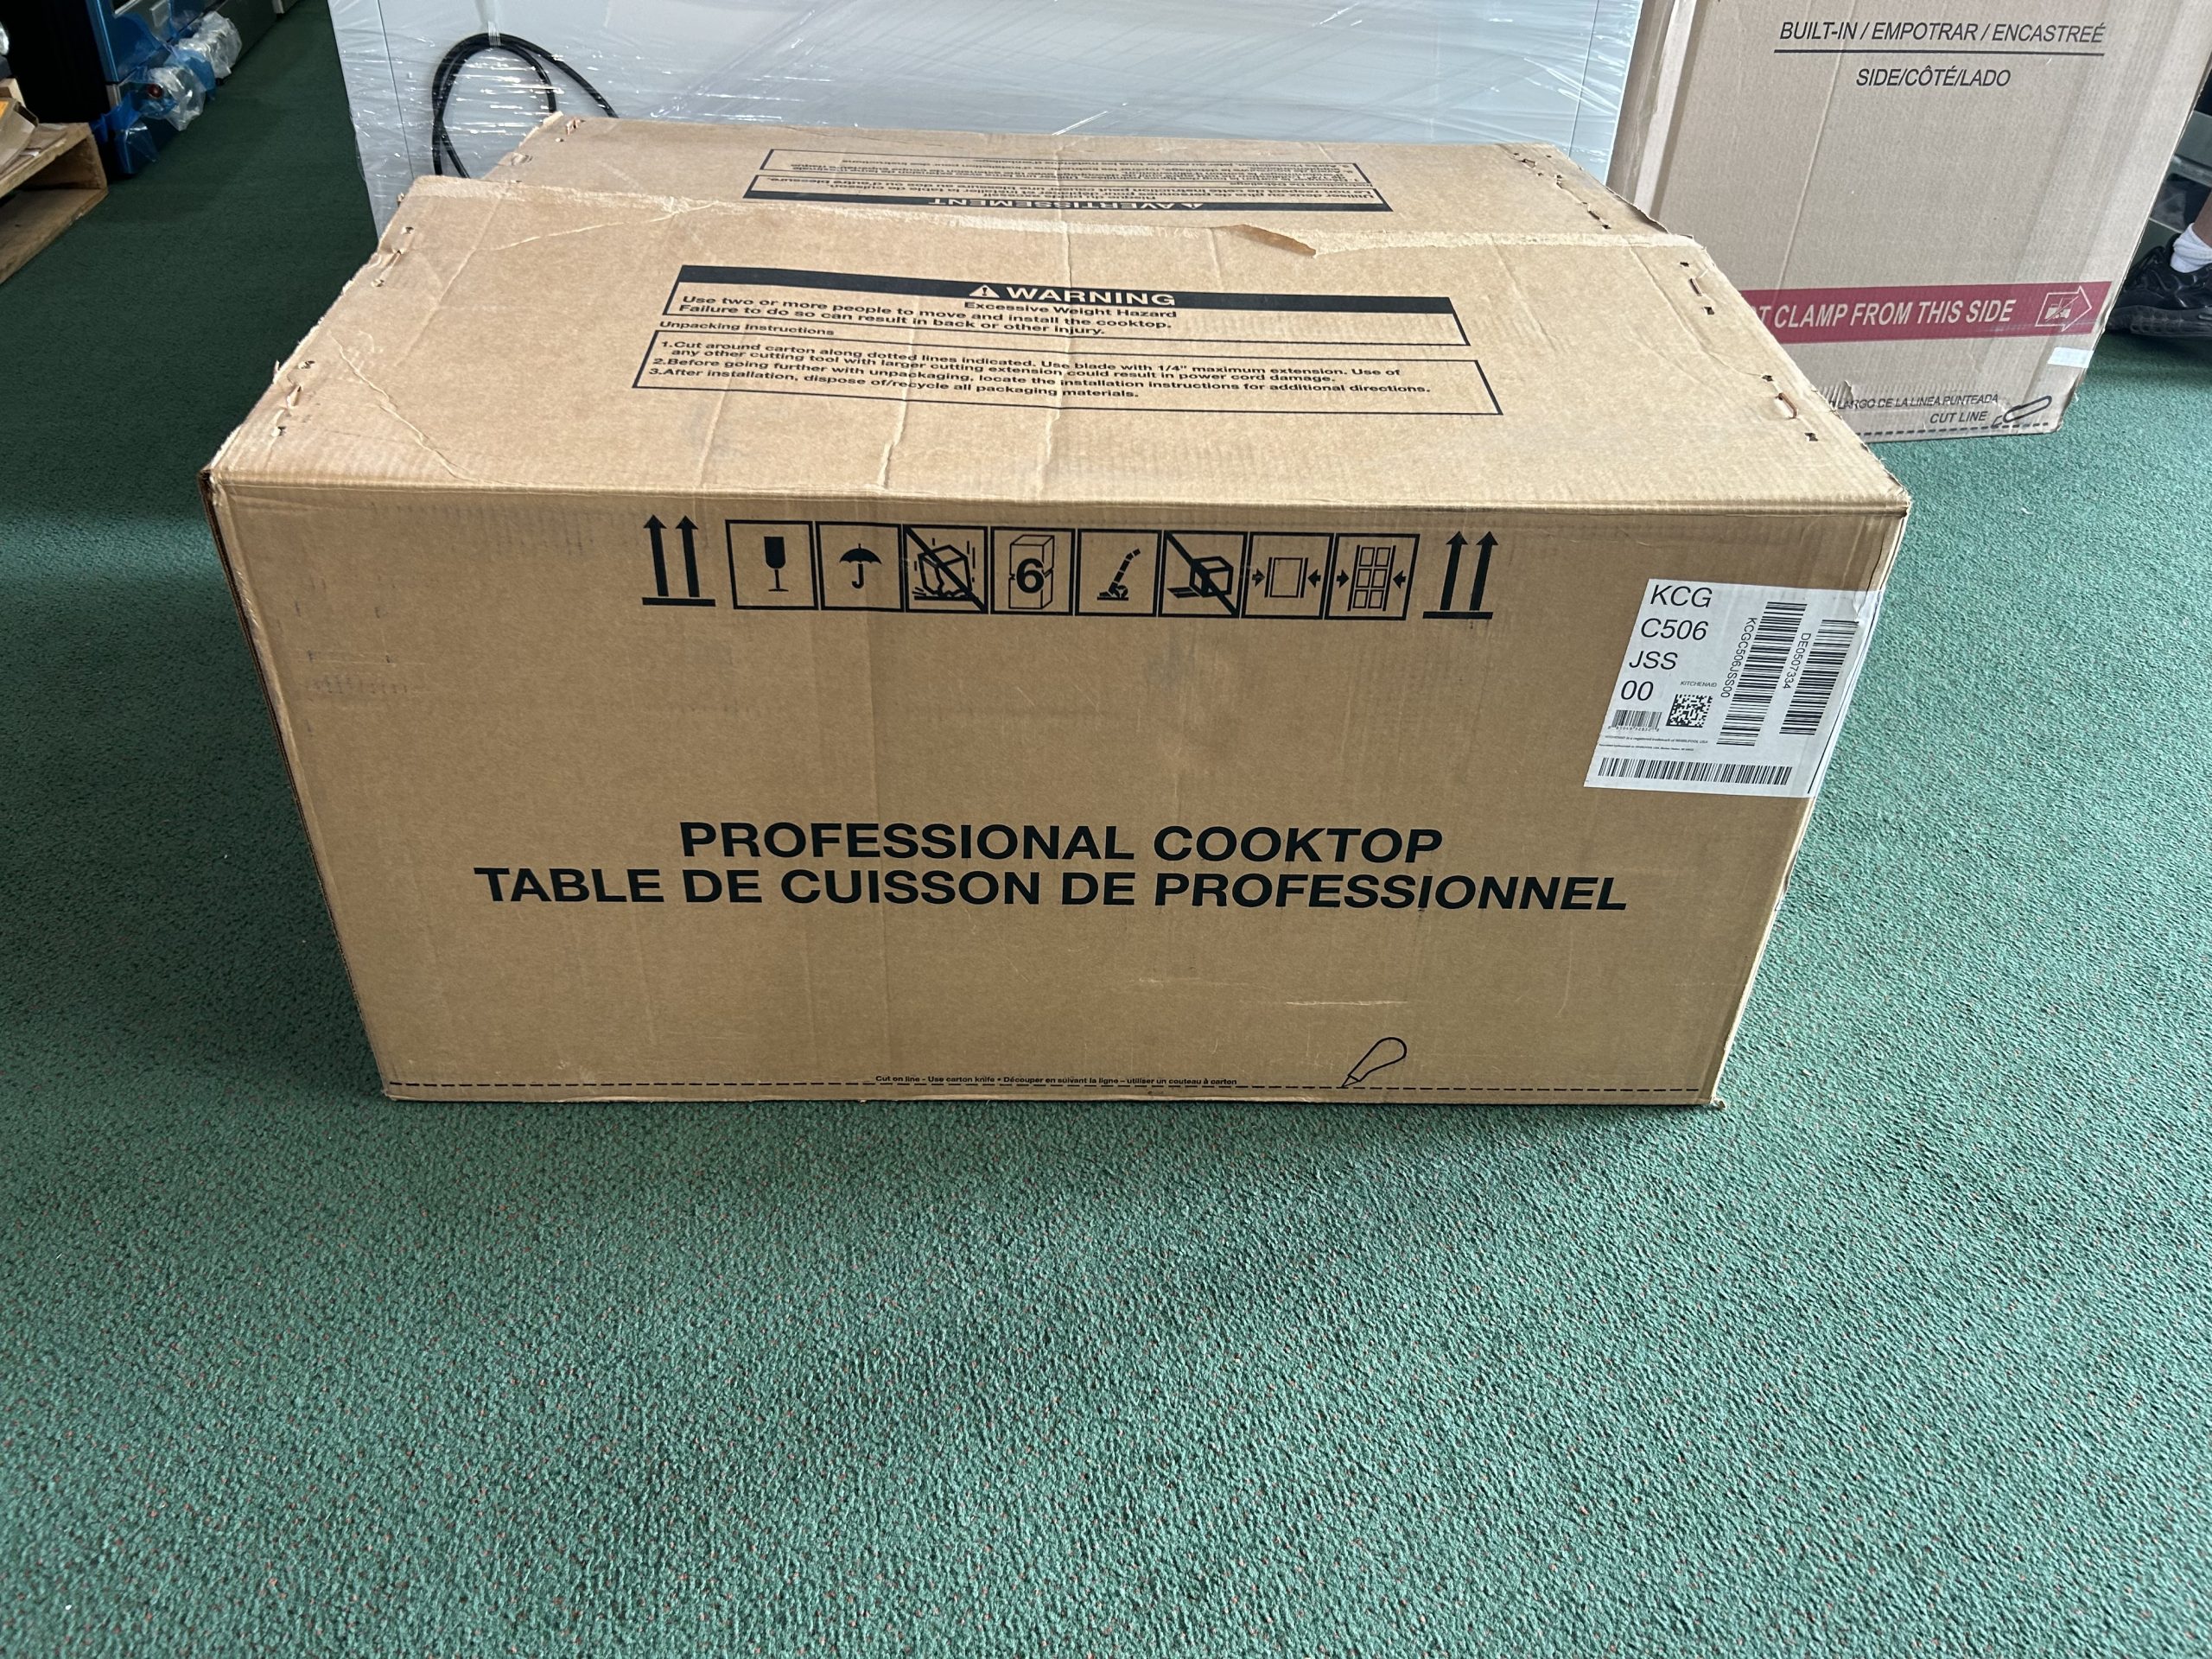 BUILT-IN / EMPOTRAR / ENCASTREÉ
SIDE/CÔTÉ/LADO
T CLAMP FROM THIS SIDE
LARGO DE LA LINEA PUNTEADA
CUT LINE
AVERTISSEMENT
WARNING
Excessive Weight Hazard
Use two or more people to move and install the cooktop.
Failure to do so can result in back or other injury.
Unpacking Instructions
1.Cut around carton along dotted lines indicated. Use blade with 1/4" maximum extension. Use of
any other cutting tool with larger cutting extension could result in power cord damage.
2.Before going further with unpackaging, locate the installation instructions for additional directions.
3.After installation, dispose of/recycle all packaging materials.
6
KCG
C506
JSS
00
KITCHENAID
KCGC506JSS00
DE0507334
PROFESSIONAL COOKTOP
TABLE DE CUISSON DE PROFESSIONNEL
Cut on line - Use carton knife • Découper en suivant la ligne – utiliser un couteau à carton